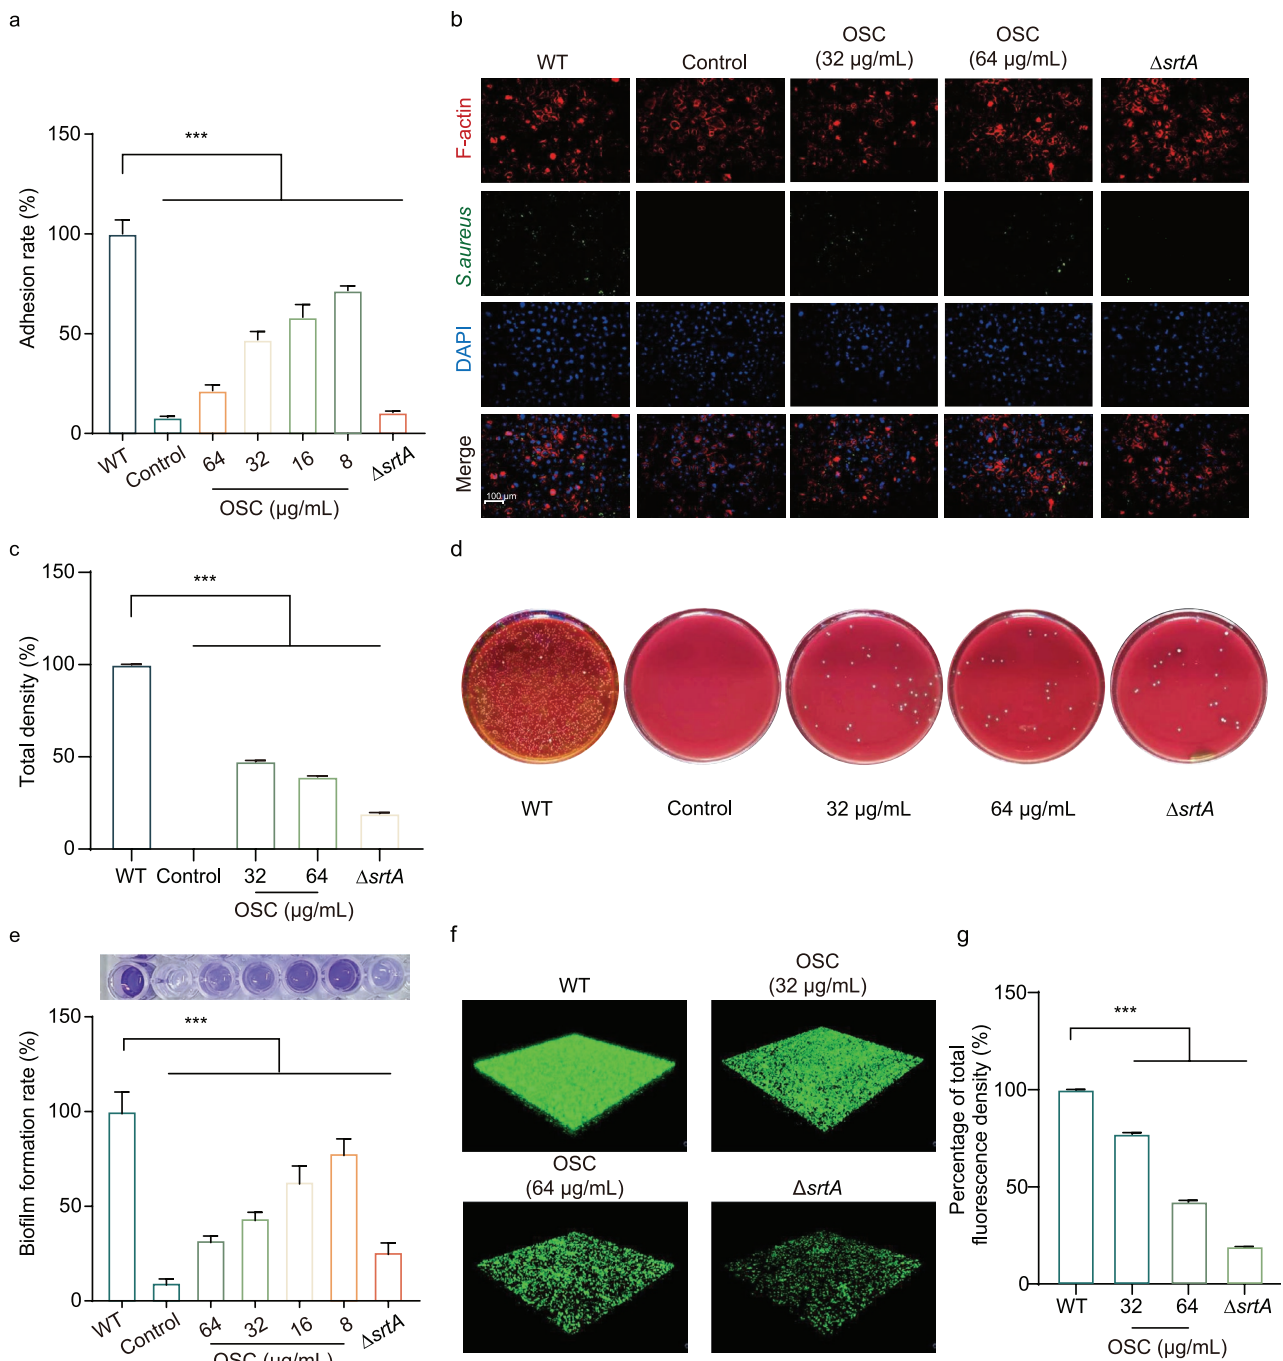 a
Adhesion rate (%)
150
100
50
0
***
WT
Control
64
32
16
8
ΔsrtA
OSC (µg/mL)
b
WT
Control
OSC
(32 µg/mL)
OSC
(64 µg/mL)
ΔsrtA
F-actin
S.aureus
DAPI
Merge
100 µm
c
Total density (%)
150
100
50
0
***
WT
Control
32
64
ΔsrtA
OSC (µg/mL)
d
WT
Control
32 µg/mL
64 µg/mL
ΔsrtA
e
Biofilm formation rate (%)
150
100
50
0
***
WT
Control
64
32
16
8
ΔsrtA
OSC (µg/mL)
f
WT
OSC
(32 µg/mL)
OSC
(64 µg/mL)
ΔsrtA
g
Percentage of total
fluorescence density (%)
150
100
50
0
***
WT
32
64
ΔsrtA
OSC (µg/mL)